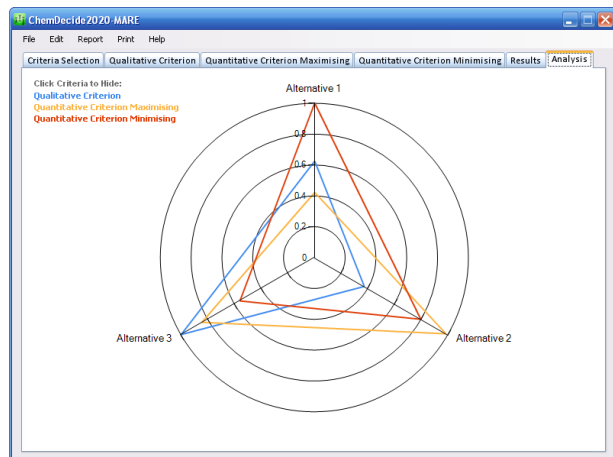 ChemDecide2020-MARE
File Edit Report Print Help
Criteria Selection Qualitative Criterion Quantitative Criterion Maximising Quantitative Criterion Minimising Results Analysis
Click Criteria to Hide:
Qualitative Criterion
Quantitative Criterion Maximising
Quantitative Criterion Minimising
Alternative 1
1
0.8
0.6
0.4
0.2
0
Alternative 3 Alternative 2